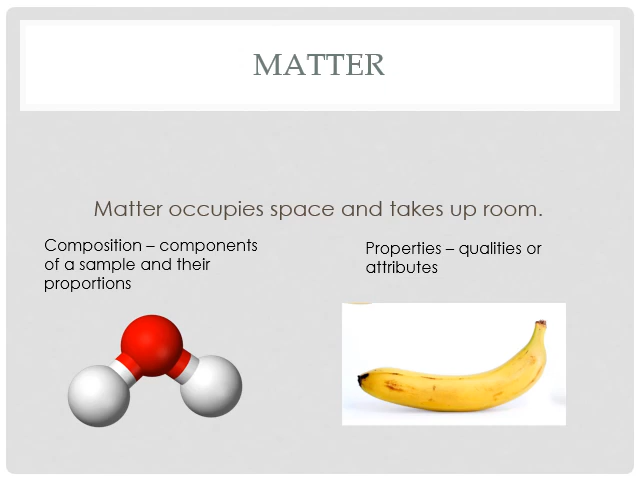 MATTER
Matter occupies space and takes up room.
Composition – components
of a sample and their
proportions
Properties – qualities or
attributes